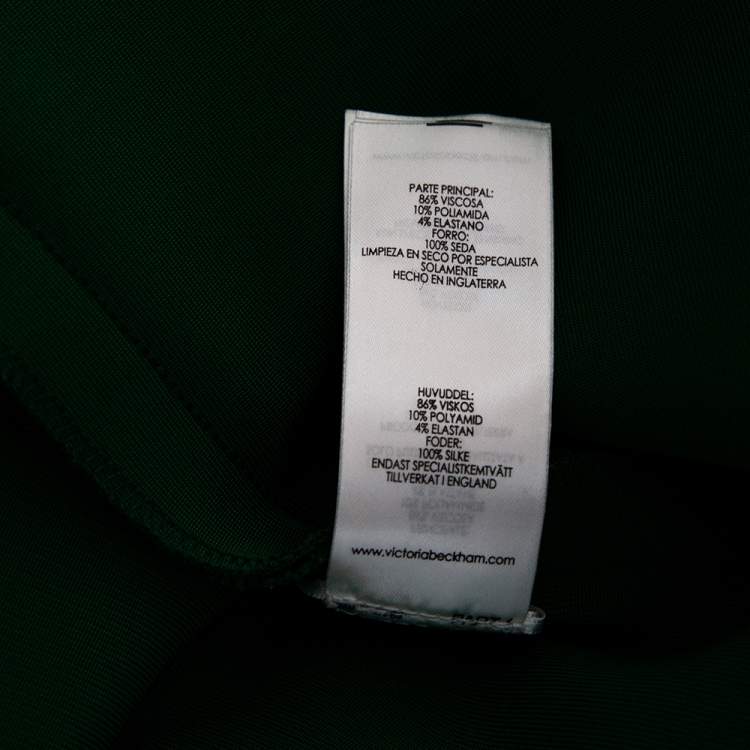 PARTE PRINCIPAL:
86% VISCOSA
10% POLIAMIDA
4% ELASTANO
FORRO:
100% SEDA
LIMPIEZA EN SECO POR ESPECIALISTA
SOLAMENTE
HECHO EN INGLATERRA
HUVUDDEL:
86% VISKOS
10% POLYAMID
4% ELASTAN
FODER:
100% SILKE
ENDAST SPECIALISTKEMTVÄTT
TILLVERKAT I ENGLAND
www.victoriabeckham.com